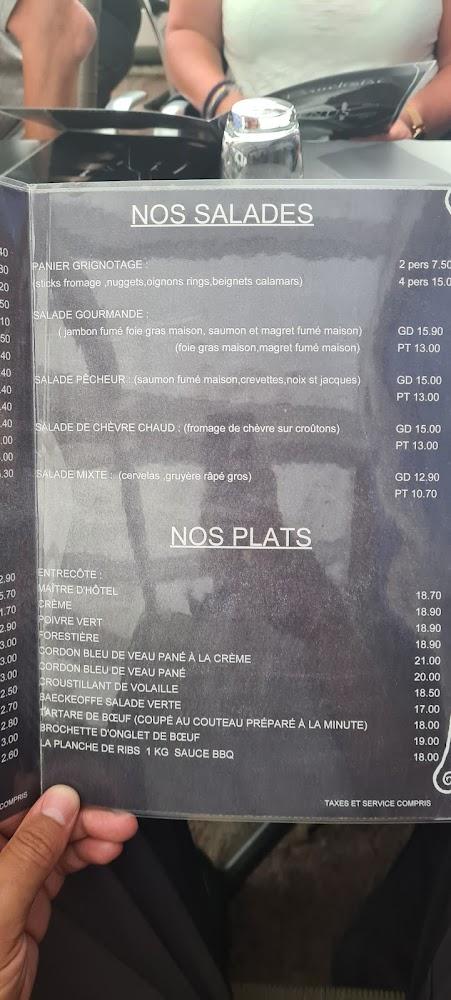 NOS SALADES
PANIER GRIGNOTAGE : 2 pers 7.50
(sticks fromage ,nuggets,oignons rings,beignets calamars) 4 pers 15.0
SALADE GOURMANDE :
( jambon fumé foie gras maison, saumon et magret fumé maison) GD 15.90
(foie gras maison,magret fumé maison) PT 13.00
SALADE PÊCHEUR : (saumon fumé maison,crevettes,noix st jacques) GD 15.00
PT 13.00
SALADE DE CHÈVRE CHAUD : (fromage de chèvre sur croûtons) GD 15.00
PT 13.00
SALADE MIXTE : (cervelas ,gruyère râpé gros) GD 12.90
PT 10.70
NOS PLATS
ENTRECÔTE :
MAÎTRE D'HÔTEL 18.70
CRÈME 18.90
POIVRE VERT 18.90
FORESTIÈRE 18.90
CORDON BLEU DE VEAU PANÉ À LA CRÈME 21.00
CORDON BLEU DE VEAU PANÉ 20.00
CROUSTILLANT DE VOLAILLE 18.50
BAECKEOFFE SALADE VERTE 17.00
TARTARE DE BŒUF (COUPÉ AU COUTEAU PRÉPARÉ À LA MINUTE) 18.00
BROCHETTE D'ONGLET DE BŒUF 19.00
LA PLANCHE DE RIBS 1 KG SAUCE BBQ 18.00
TAXES ET SERVICE COMPRIS
COMPRIS